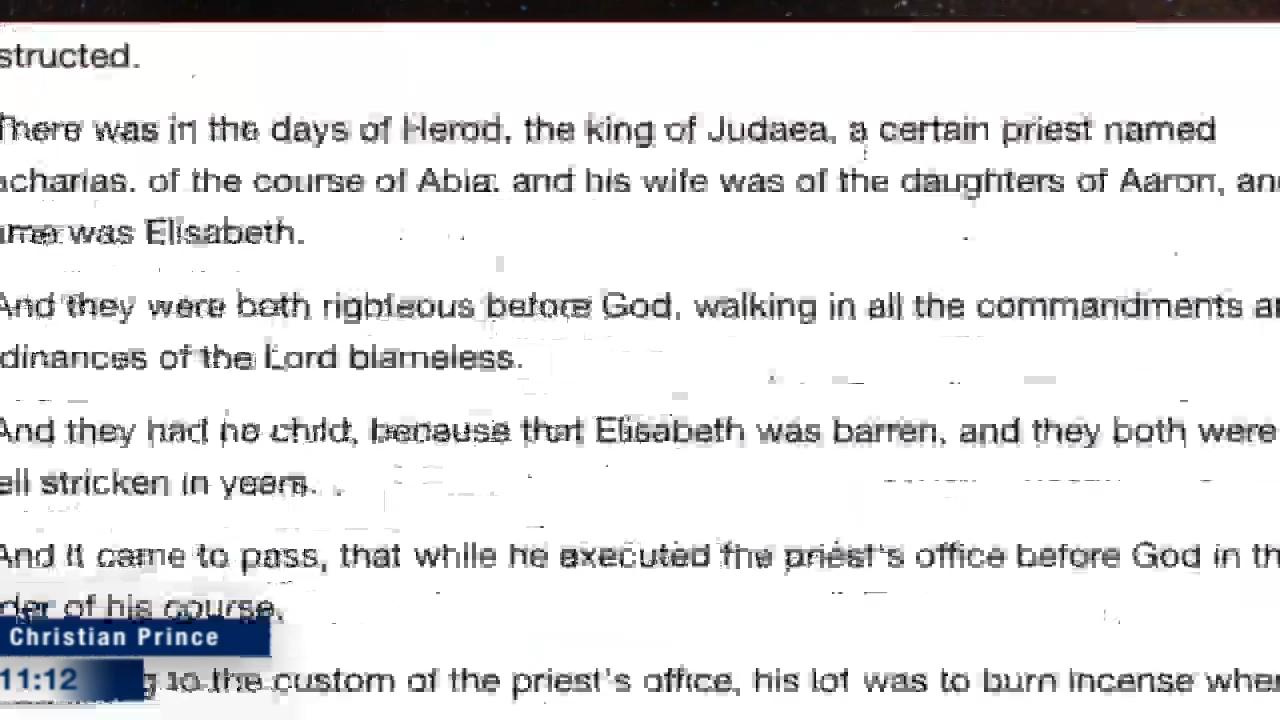 structed.
There was in the days of Herod, the king of Judaea, a certain priest named
acharias, of the course of Abia: and his wife was of the daughters of Aaron, an
ame was Elisabeth.
And they were both righteous before God, walking in all the commandments a
dinances of the Lord blameless.
And they had no child, because that Elisabeth was barren, and they both were
ell stricken in years.
And it came to pass, that while he executed the priest's office before God in th
der of his course,
Christian Prince
11:12
g to the custom of the priest's office, his lot was to burn incense when